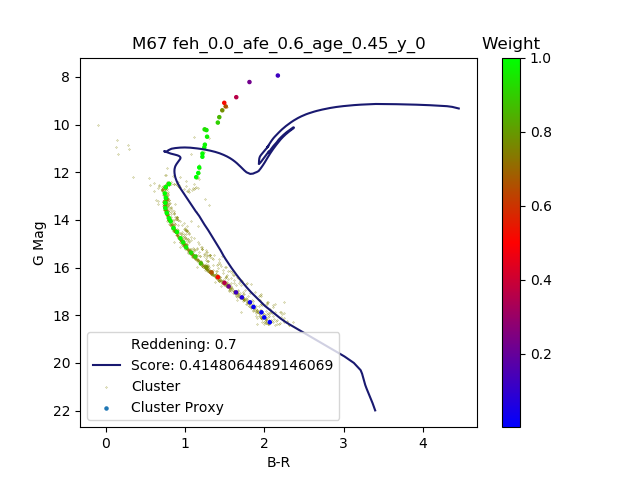 M67 feh_0.0_afe_0.6_age_0.45_y_0
Weight
8
10
12
14
16
18
20
22
G Mag
0
1
2
3
4
B-R
Reddening: 0.7
Score: 0.4148064489146069
Cluster
Cluster Proxy
1.0
0.8
0.6
0.4
0.2